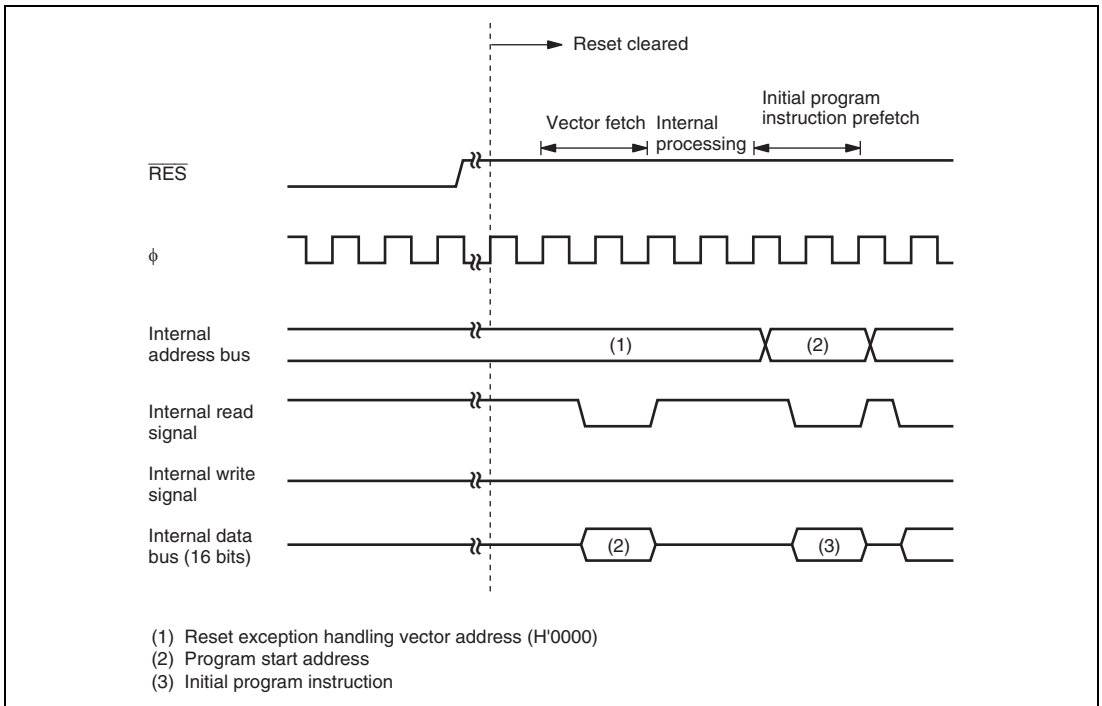 Reset cleared
Initial program
Vector fetch Internal instruction prefetch
processing
RES
ϕ
Internal
address bus
(1)
(2)
Internal read
signal
Internal write
signal
Internal data
bus (16 bits)
(2)
(3)
(1) Reset exception handling vector address (H'0000)
(2) Program start address
(3) Initial program instruction